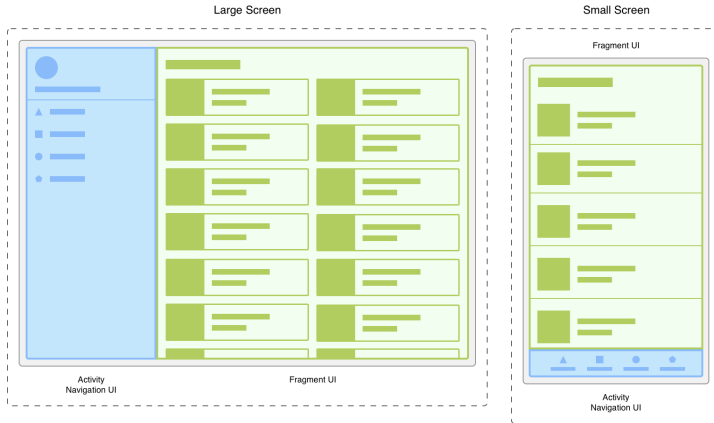 Large Screen
Small Screen
Fragment UI
Activity
Navigation UI
Fragment UI
Activity
Navigation UI